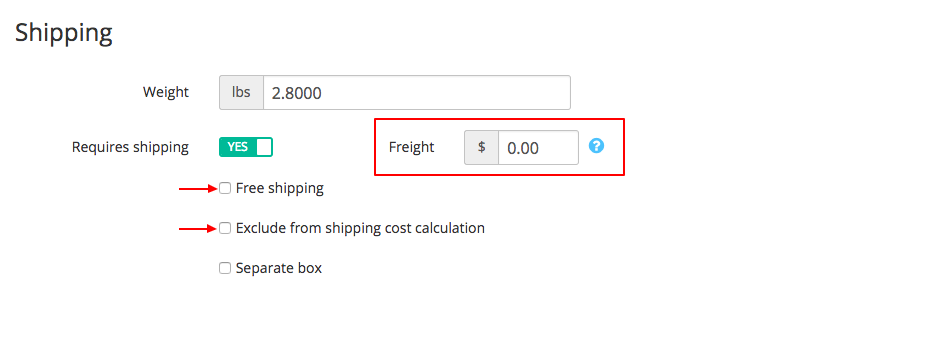 Shipping
Weight lbs 2.8000
Requires shipping YES Freight $ 0.00 ?
Free shipping
Exclude from shipping cost calculation
Separate box